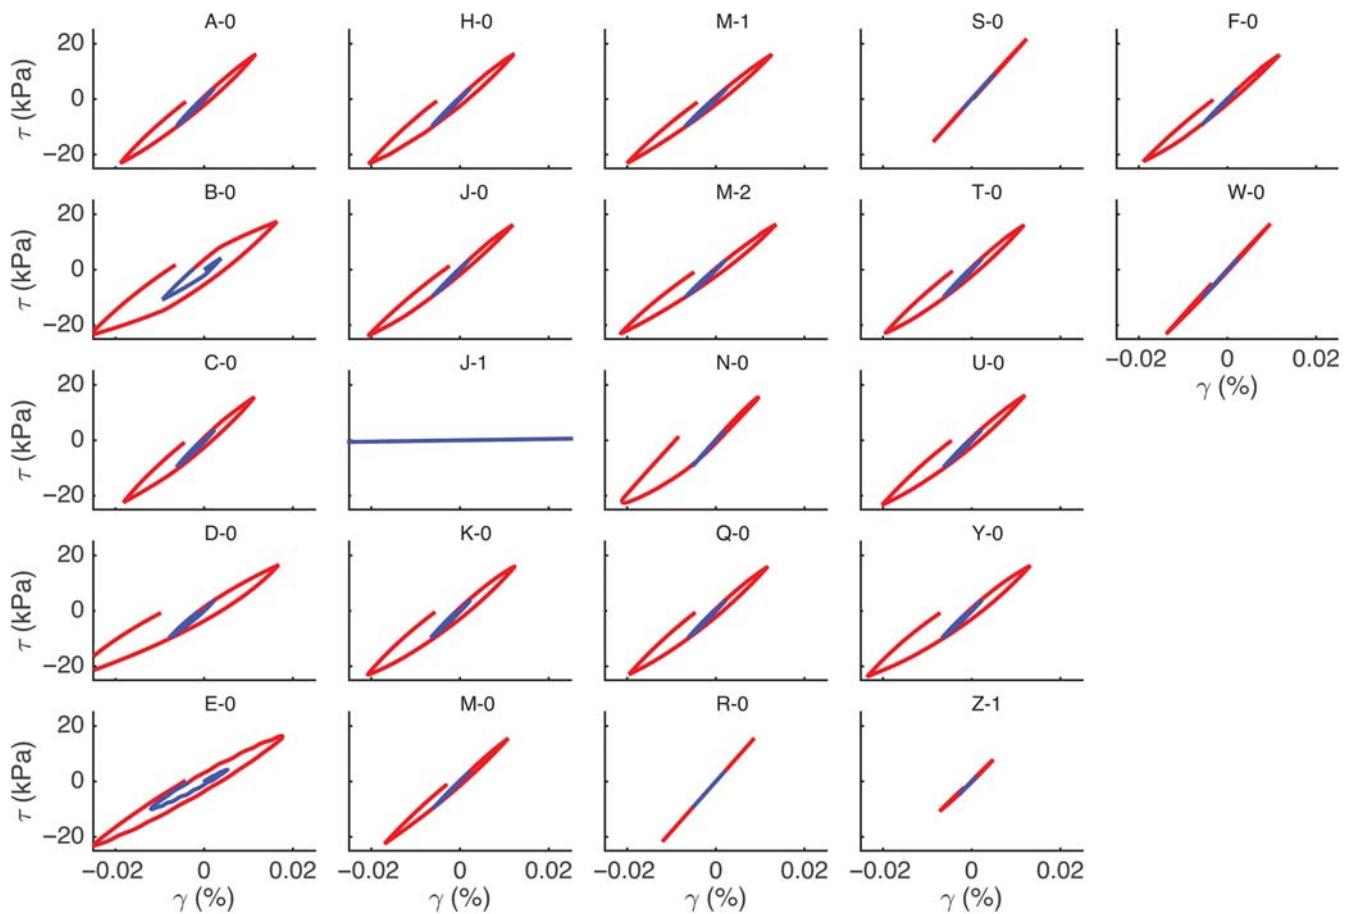 A-0 H-0 M-1 S-0 F-0
τ (kPa) 20 0 −20
B-0 J-0 M-2 T-0 W-0
τ (kPa) 20 0 −20
−0.02 0 0.02
γ (%)
C-0 J-1 N-0 U-0
τ (kPa) 20 0 −20
D-0 K-0 Q-0 Y-0
τ (kPa) 20 0 −20
E-0 M-0 R-0 Z-1
τ (kPa) 20 0 −20
−0.02 0 0.02 −0.02 0 0.02 −0.02 0 0.02 −0.02 0 0.02
γ (%) γ (%) γ (%) γ (%)